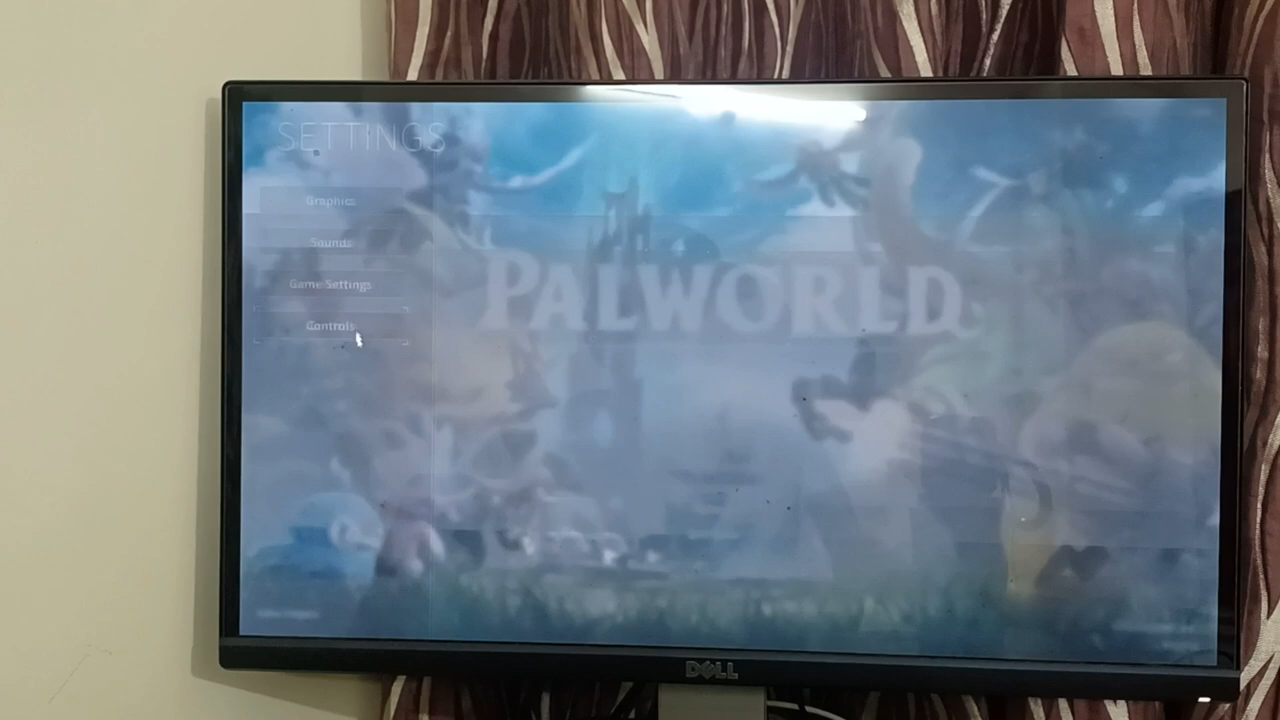 SETTINGS
Graphics
Sounds
Game Settings
Controls
PALWORLD
DELL